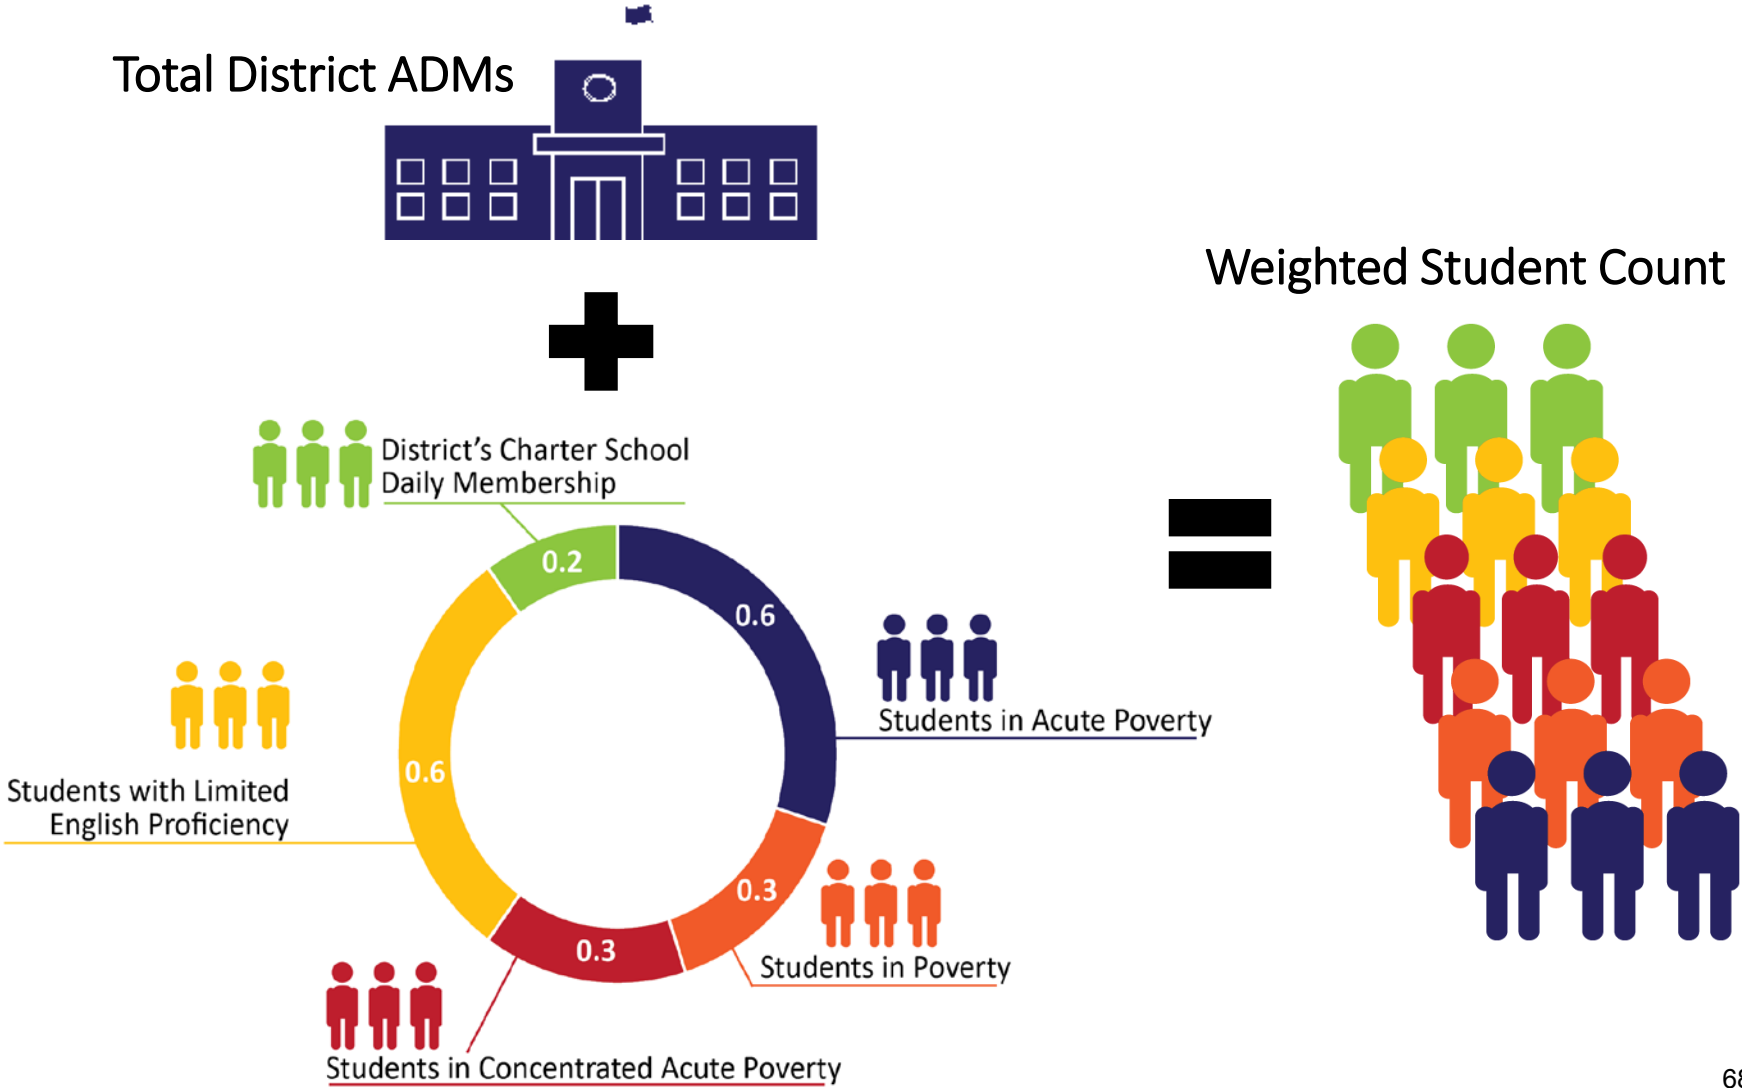 Total District ADMs
Weighted Student Count
District's Charter School
Daily Membership
0.2
0.6
Students in Acute Poverty
0.6
Students with Limited
English Proficiency
0.3
Students in Poverty
0.3
Students in Concentrated Acute Poverty
68